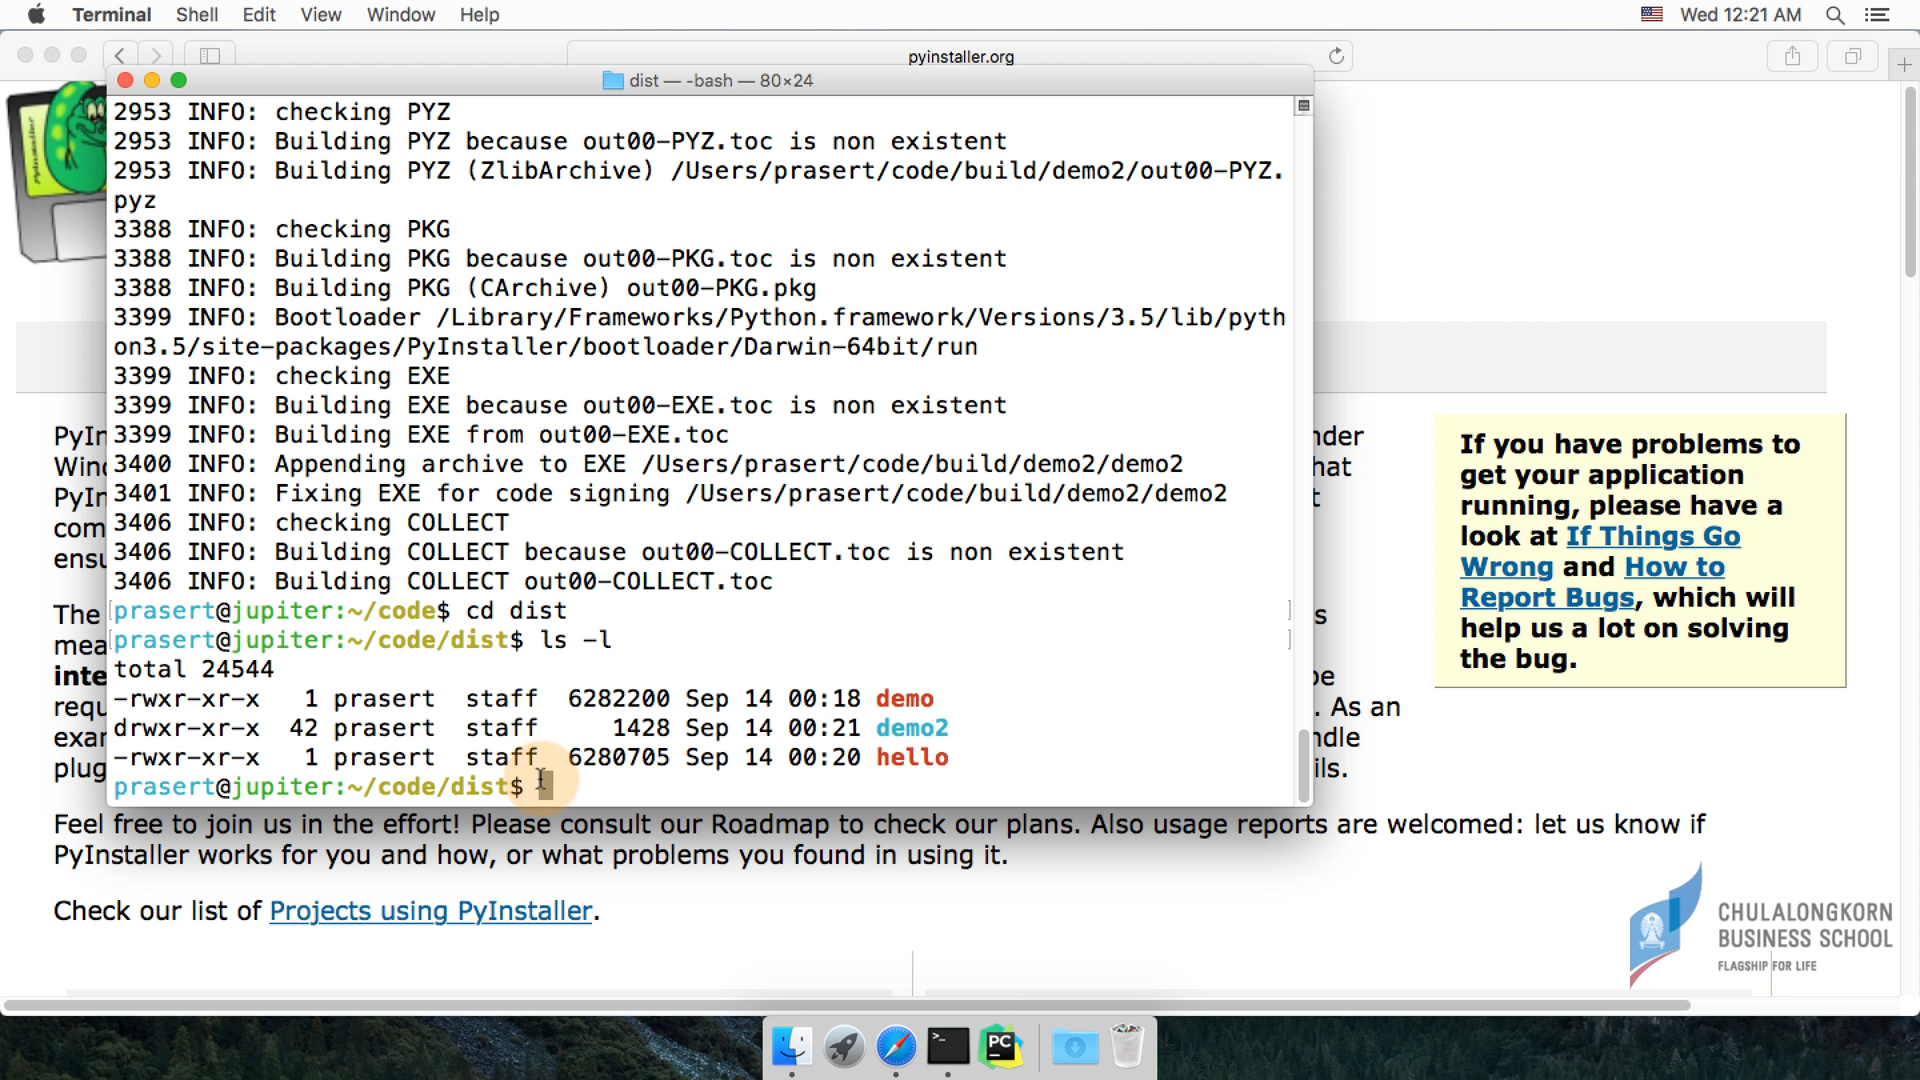 Terminal Shell Edit View Window Help
Wed 12:21 AM
pyinstaller.org
dist — -bash — 80×24
2953 INFO: checking PYZ
2953 INFO: Building PYZ because out00-PYZ.toc is non existent
2953 INFO: Building PYZ (ZlibArchive) /Users/prasert/code/build/demo2/out00-PYZ.
pyz
3388 INFO: checking PKG
3388 INFO: Building PKG because out00-PKG.toc is non existent
3388 INFO: Building PKG (CArchive) out00-PKG.pkg
3399 INFO: Bootloader /Library/Frameworks/Python.framework/Versions/3.5/lib/pyth
on3.5/site-packages/PyInstaller/bootloader/Darwin-64bit/run
3399 INFO: checking EXE
3399 INFO: Building EXE because out00-EXE.toc is non existent
3399 INFO: Building EXE from out00-EXE.toc
3400 INFO: Appending archive to EXE /Users/prasert/code/build/demo2/demo2
3401 INFO: Fixing EXE for code signing /Users/prasert/code/build/demo2/demo2
3406 INFO: checking COLLECT
3406 INFO: Building COLLECT because out00-COLLECT.toc is non existent
3406 INFO: Building COLLECT out00-COLLECT.toc
prasert@jupiter:~/code$ cd dist
prasert@jupiter:~/code/dist$ ls -l
total 24544
-rwxr-xr-x 1 prasert staff 6282200 Sep 14 00:18 demo
drwxr-xr-x 42 prasert staff 1428 Sep 14 00:21 demo2
-rwxr-xr-x 1 prasert staff 6280705 Sep 14 00:20 hello
prasert@jupiter:~/code/dist$
If you have problems to
get your application
running, please have a
look at If Things Go
Wrong and How to
Report Bugs, which will
help us a lot on solving
the bug.
The
. As an
Feel free to join us in the effort! Please consult our Roadmap to check our plans. Also usage reports are welcomed: let us know if
PyInstaller works for you and how, or what problems you found in using it.
Check our list of Projects using PyInstaller.
CHULALONGKORN
BUSINESS SCHOOL
FLAGSHIP FOR LIFE
PC